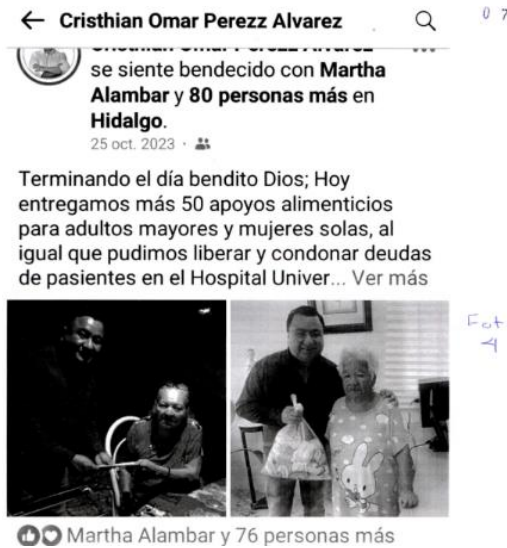 Cristhian Omar Perezz Alvarez
0 7
se siente bendecido con Martha
Alambar y 80 personas más en
Hidalgo.
25 oct. 2023 ·
Terminando el día bendito Dios; Hoy
entregamos más 50 apoyos alimenticios
para adultos mayores y mujeres solas, al
igual que pudimos liberar y condonar deudas
de pasientes en el Hospital Univer... Ver más
Fot
4
Martha Alambar y 76 personas más